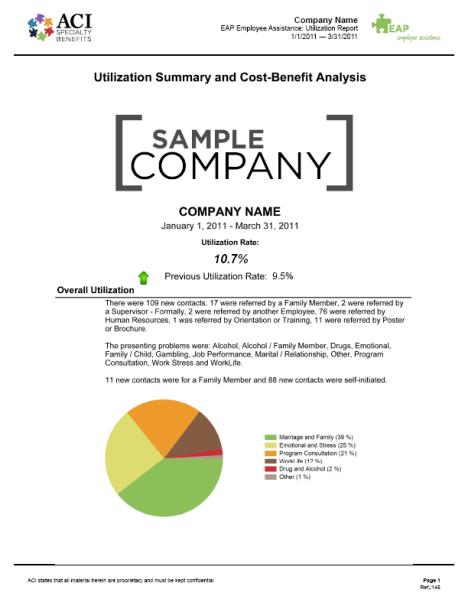 ACI
SPECIALTY
BENEFITS
Company Name
EAP Employee Assistance: Utilization Report
1/1/2011 — 3/31/2011
EAP
employee assistance
Utilization Summary and Cost-Benefit Analysis
SAMPLE
COMPANY
COMPANY NAME
January 1, 2011 - March 31, 2011
Utilization Rate:
10.7%
Previous Utilization Rate: 9.5%
Overall Utilization
There were 109 new contacts. 17 were referred by a Family Member, 2 were referred by
a Supervisor - Formally, 2 were referred by another Employee, 76 were referred by
Human Resources, 1 was referred by Orientation or Training, 11 were referred by Poster
or Brochure.
The presenting problems were: Alcohol, Alcohol / Family Member, Drugs, Emotional,
Family / Child, Gambling, Job Performance, Marital / Relationship, Other, Program
Consultation, Work Stress and WorkLife.
11 new contacts were for a Family Member and 88 new contacts were self-initiated.
Marriage and Family (39 %)
Emotional and Stress (25 %)
Program Consultation (21 %)
WorkLife (12 %)
Drug and Alcohol (2 %)
Other (1 %)
ACI states that all material herein are proprietary and must be kept confidential
Page 1
Ref.:146